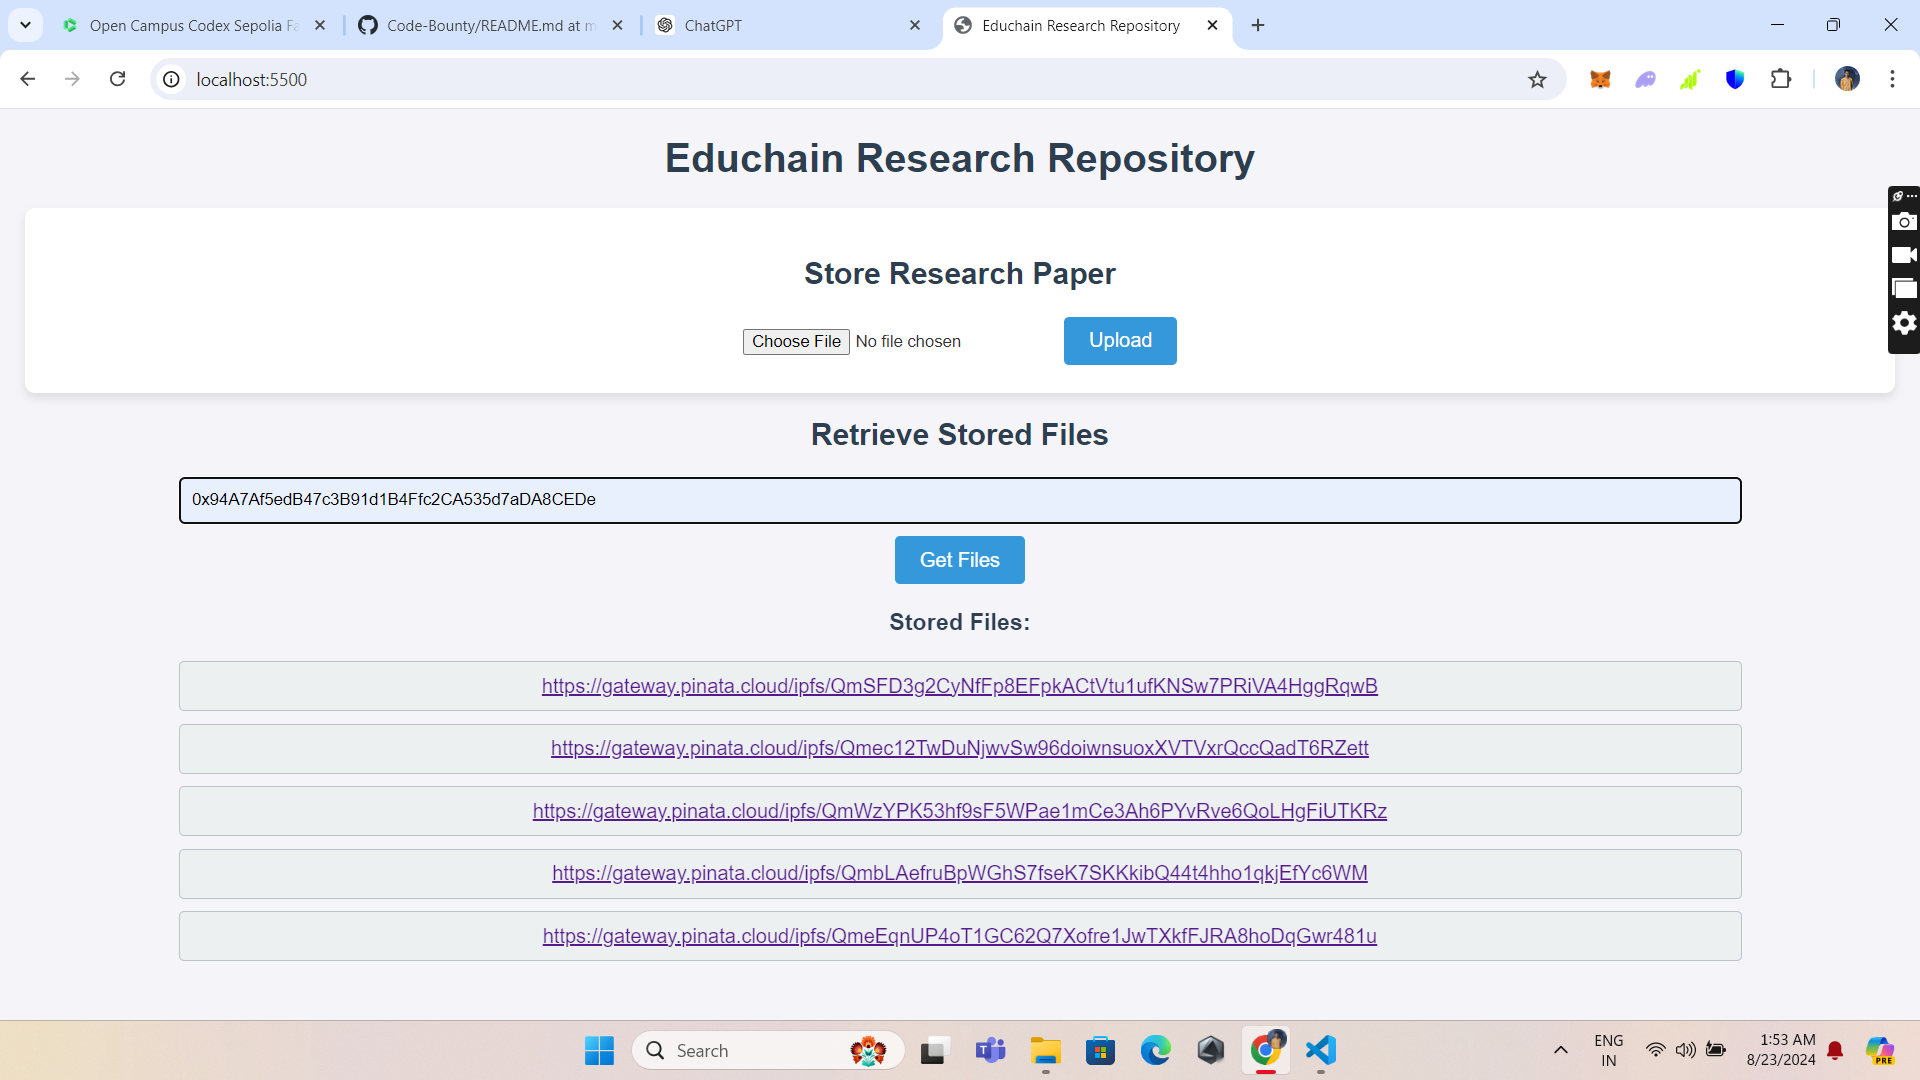 Open Campus Codex Sepolia Fa
Code-Bounty/README.md at m
ChatGPT
Educhain Research Repository
localhost:5500
Educhain Research Repository
Store Research Paper
Choose File No file chosen
Upload
Retrieve Stored Files
0x94A7Af5edB47c3B91d1B4Ffc2CA535d7aDA8CEDe
Get Files
Stored Files:
https://gateway.pinata.cloud/ipfs/QmSFD3g2CyNfFp8EFpkACtVtu1ufKNSw7PRiVA4HggRqwB
https://gateway.pinata.cloud/ipfs/Qmec12TwDuNjwvSw96doiwnsuoxXVTVxrQccQadT6RZett
https://gateway.pinata.cloud/ipfs/QmWzYPK53hf9sF5WPae1mCe3Ah6PYvRve6QoLHgFiUTKRz
https://gateway.pinata.cloud/ipfs/QmbLAefruBpWGhS7fseK7SKKkibQ44t4hho1qkjEfYc6WM
https://gateway.pinata.cloud/ipfs/QmeEqnUP4oT1GC62Q7Xofre1JwTXkfFJRA8hoDqGwr481u
Search
ENG
IN
1:53 AM
8/23/2024
PRE